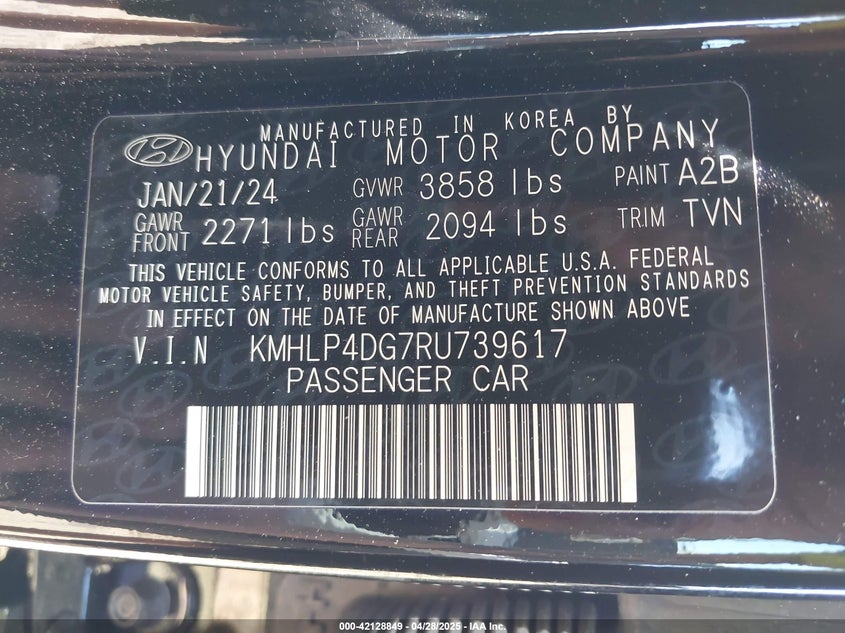 MANUFACTURED IN KOREA BY
HYUNDAI MOTOR COMPANY
JAN/21/24 GVWR 3858 lbs PAINT A2B
GAWR FRONT 2271 lbs GAWR REAR 2094 lbs TRIM TVN
THIS VEHICLE CONFORMS TO ALL APPLICABLE U.S.A. FEDERAL
MOTOR VEHICLE SAFETY, BUMPER, AND THEFT PREVENTION STANDARDS
IN EFFECT ON THE DATE OF MANUFACTURE SHOWN ABOVE
V.I.N KMHLP4DG7RU739617
PASSENGER CAR
000-42128849 - 04/28/2025 - IAA Inc.